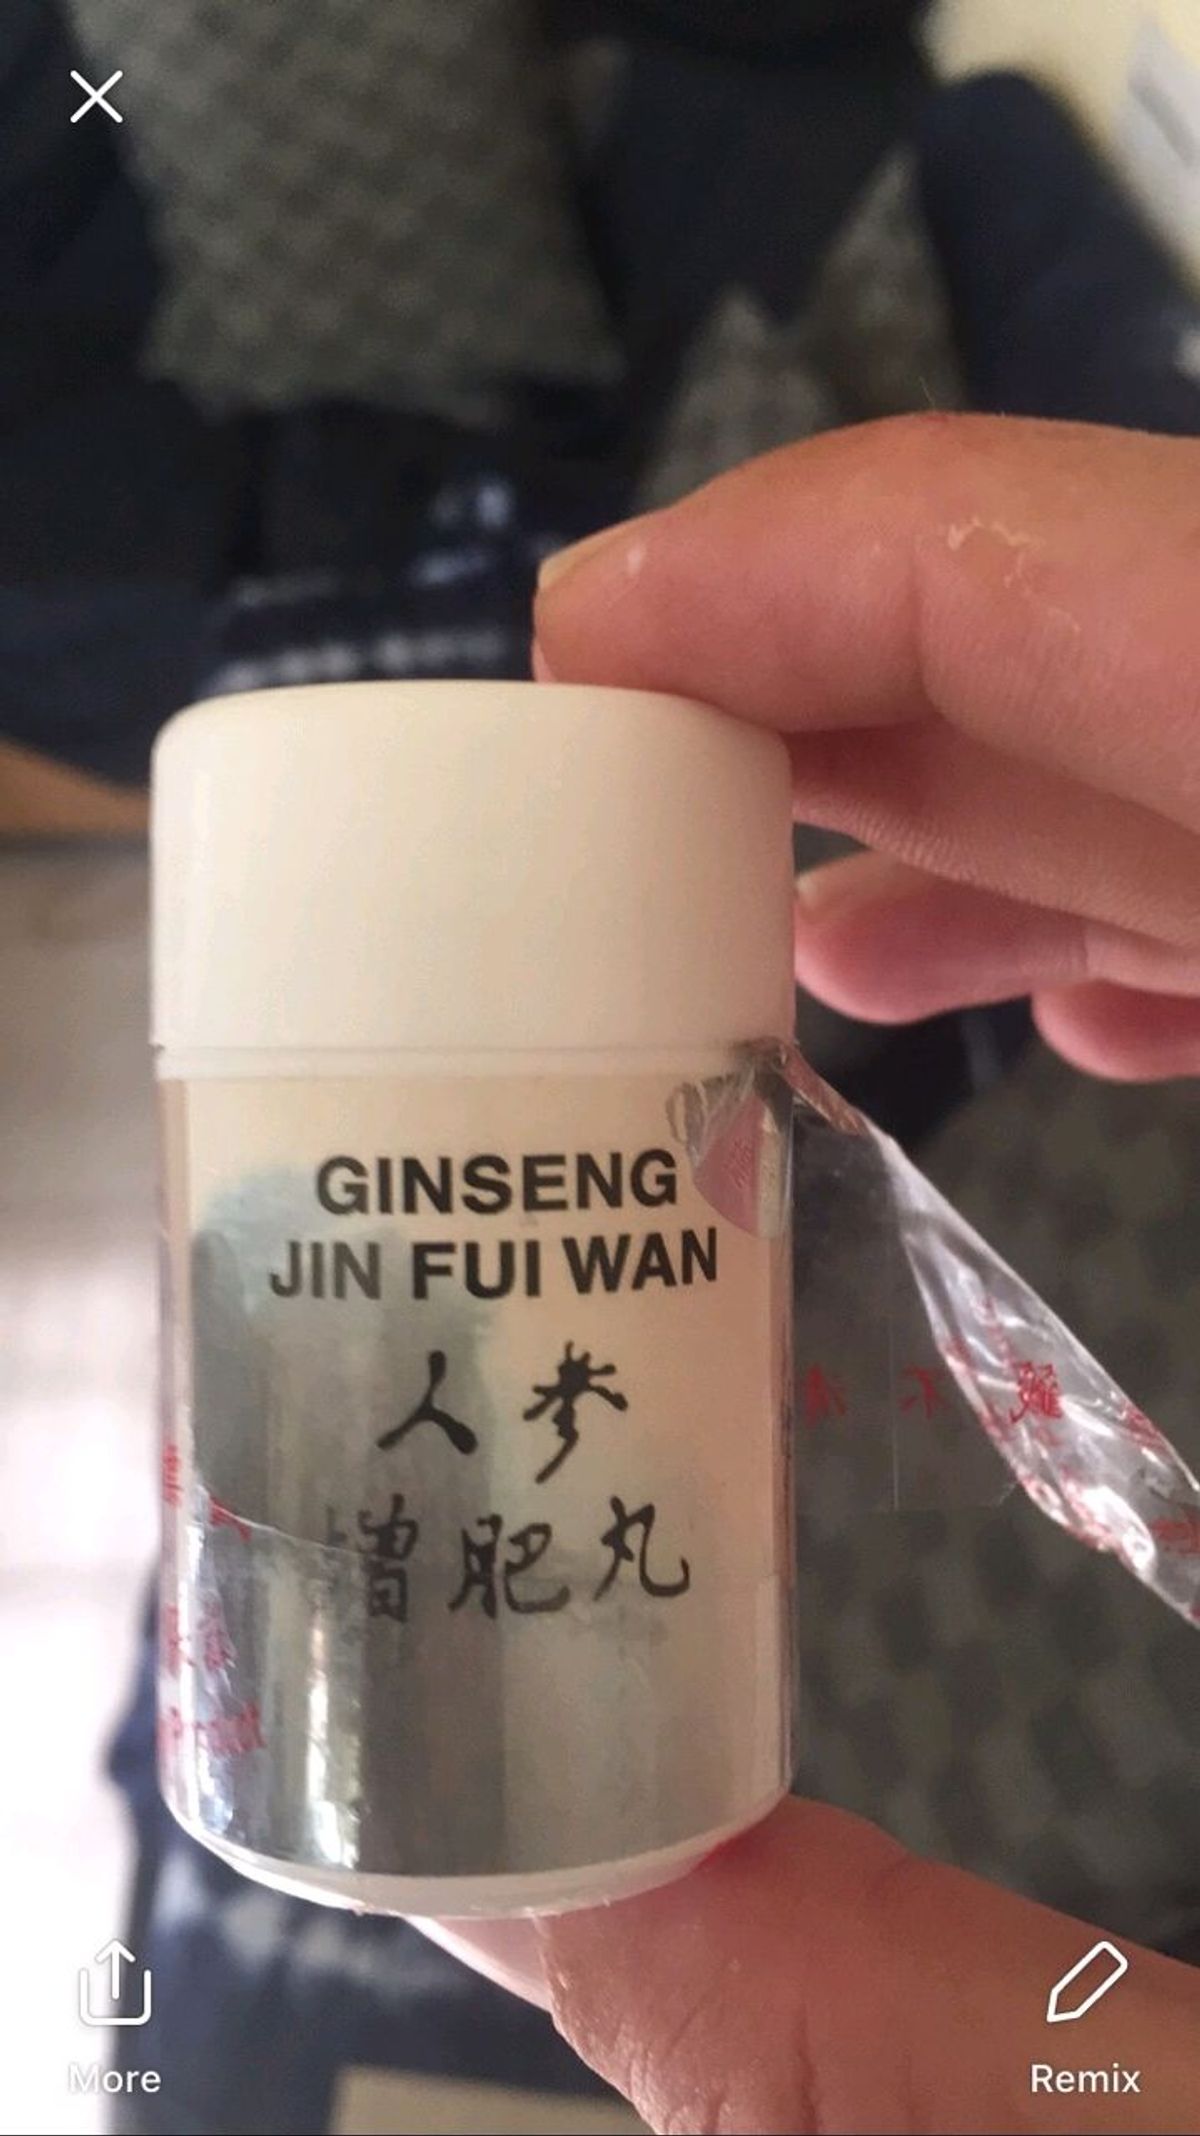 GINSENG
JIN FUI WAN
人参
增肥丸
More
Remix